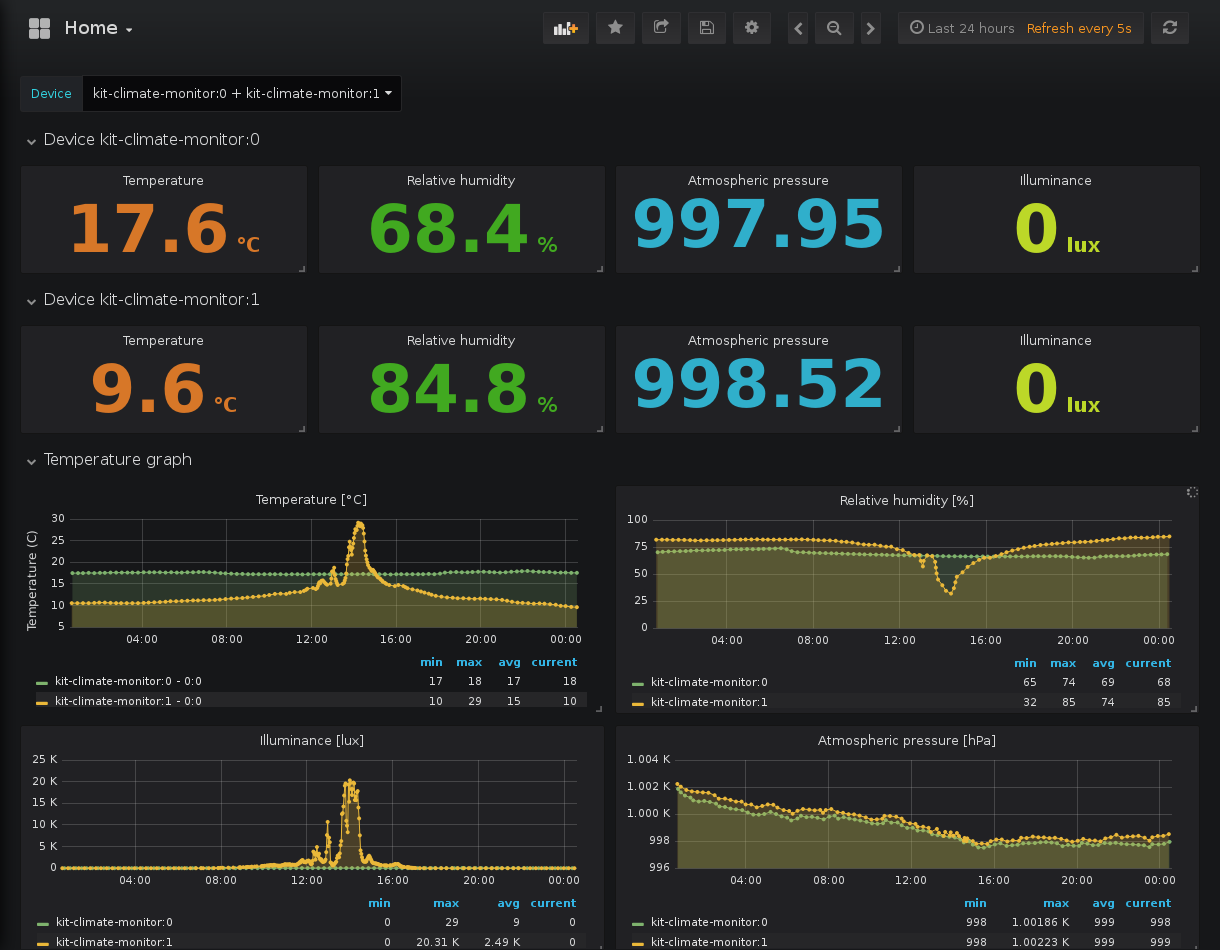 Home
Last 24 hours Refresh every 5s
Device kit-climate-monitor:0 + kit-climate-monitor:1
Device kit-climate-monitor:0
Temperature Relative humidity Atmospheric pressure Illuminance
17.6 °C 68.4 % 997.95 0 lux
Device kit-climate-monitor:1
Temperature Relative humidity Atmospheric pressure Illuminance
9.6 °C 84.8 % 998.52 0 lux
Temperature graph
Temperature [°C]
Temperature (C)
30
25
20
15
10
5
04:00 08:00 12:00 16:00 20:00 00:00
min max avg current
kit-climate-monitor:0 - 0:0 17 18 17 18
kit-climate-monitor:1 - 0:0 10 29 15 10
Relative humidity [%]
100
75
50
25
0
04:00 08:00 12:00 16:00 20:00 00:00
min max avg current
kit-climate-monitor:0 65 74 69 68
kit-climate-monitor:1 32 85 74 85
Illuminance [lux]
25 K
20 K
15 K
10 K
5 K
0
04:00 08:00 12:00 16:00 20:00 00:00
min max avg current
kit-climate-monitor:0 0 29 9 0
kit-climate-monitor:1 0 20.31 K 2.49 K 0
Atmospheric pressure [hPa]
1.004 K
1.002 K
1.000 K
998
996
04:00 08:00 12:00 16:00 20:00 00:00
min max avg current
kit-climate-monitor:0 998 1.00186 K 999 998
kit-climate-monitor:1 998 1.00223 K 999 999